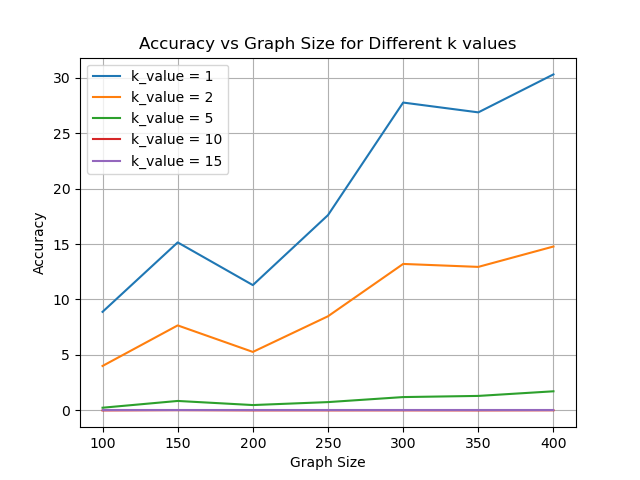 Accuracy vs Graph Size for Different k values
k_value = 1
k_value = 2
k_value = 5
k_value = 10
k_value = 15
30
25
20
15
10
5
0
Accuracy
100 150 200 250 300 350 400
Graph Size